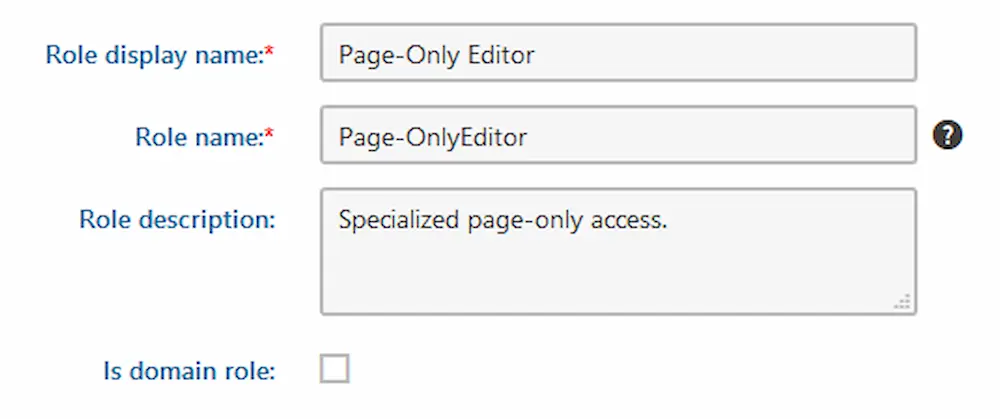 Role display name:* Page-Only Editor
Role name:* Page-OnlyEditor ?
Role description: Specialized page-only access.
Is domain role: